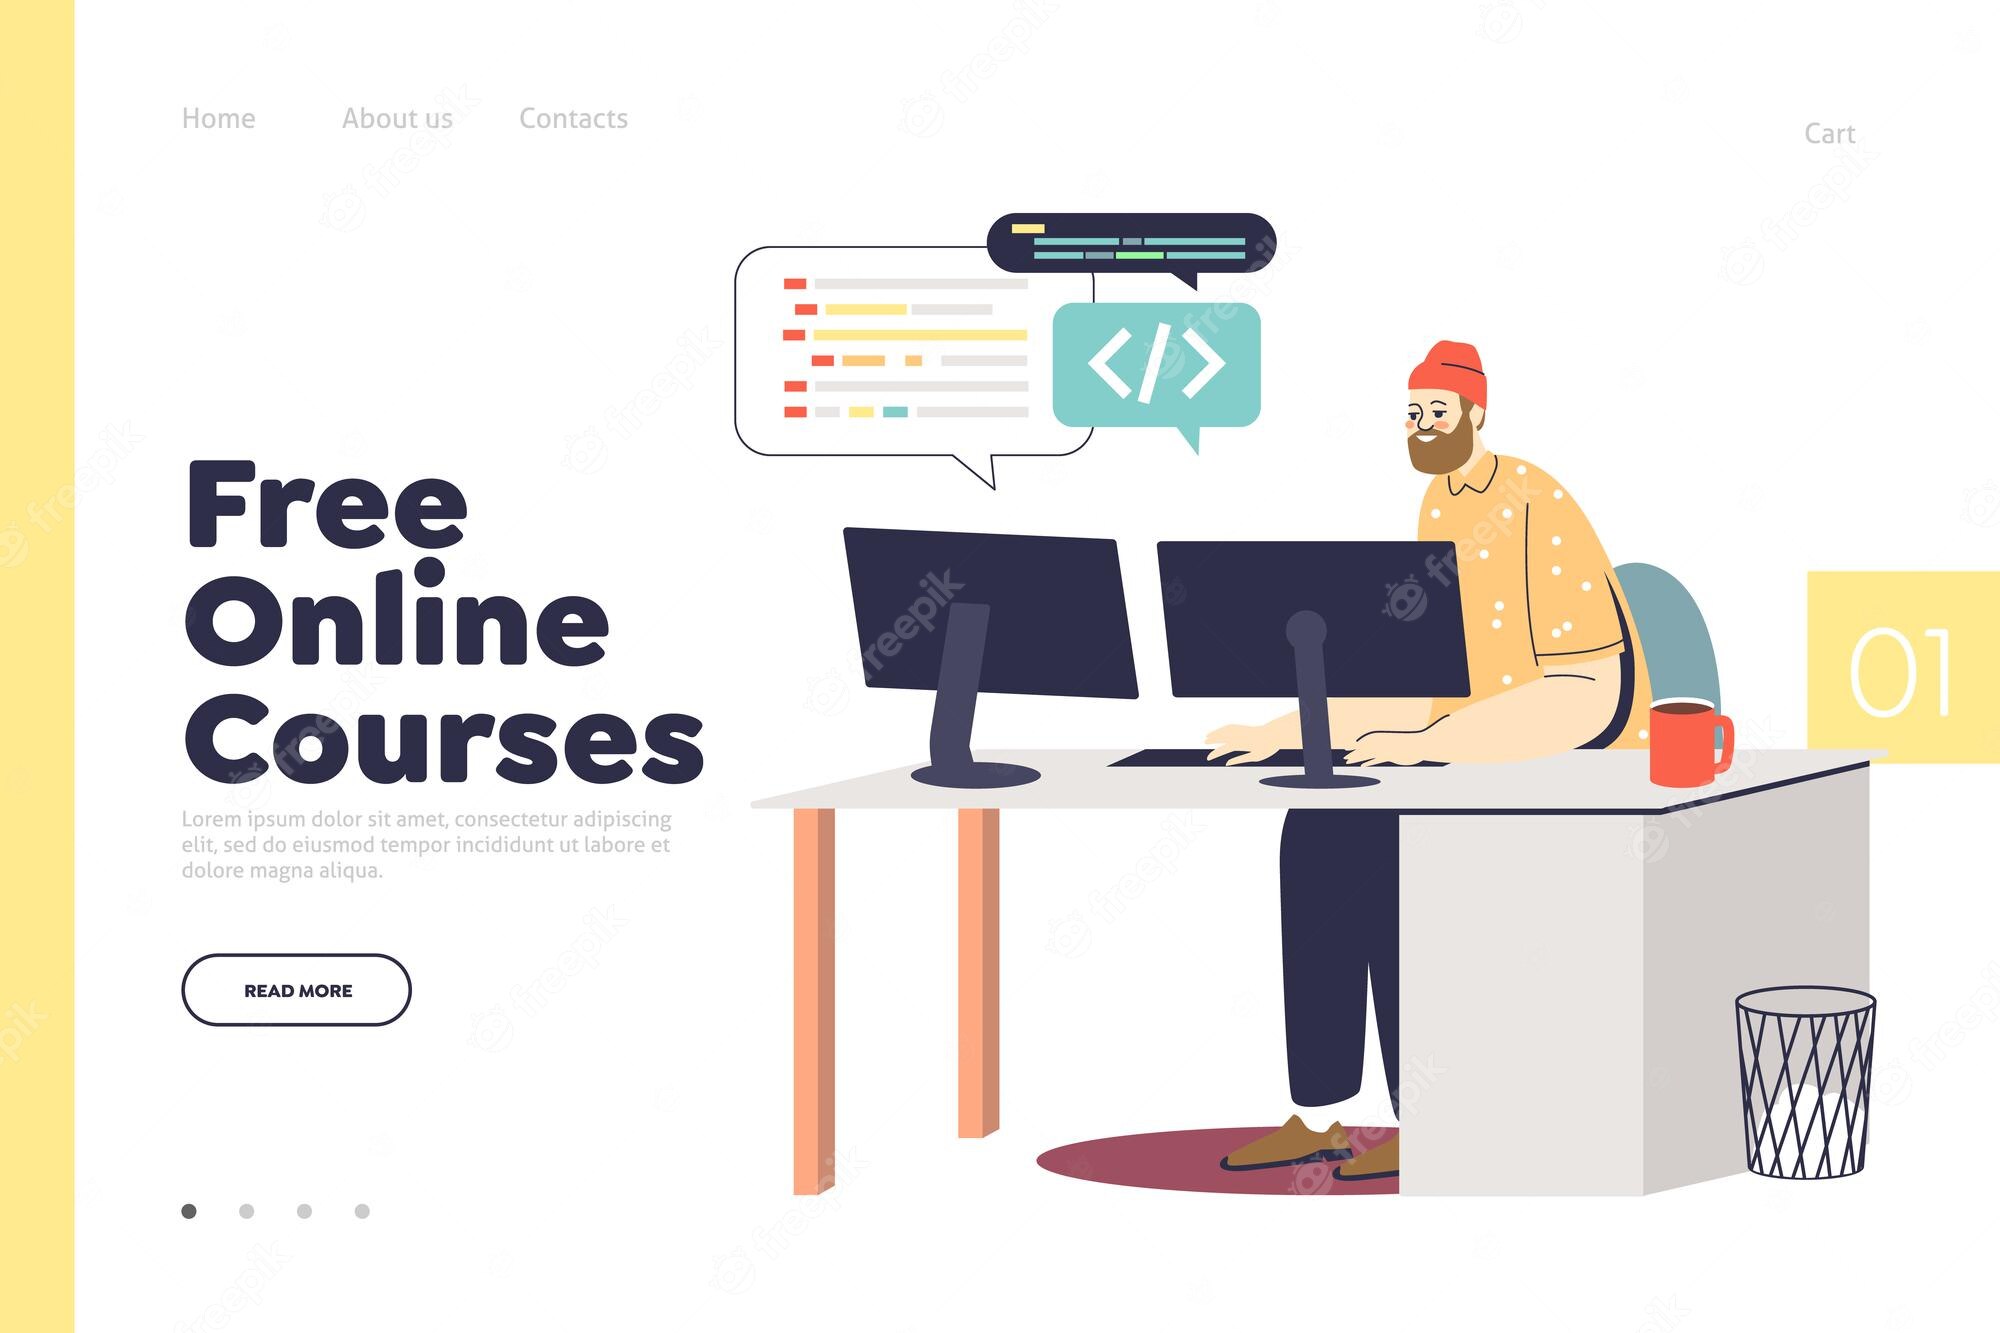 Home
About us
Contacts
Cart
</>
Free
Online
Courses
Lorem ipsum dolor sit amet, consectetur adipiscing
elit, sed do eiusmod tempor incididunt ut labore et
dolore magna aliqua.
READ MORE
01
freepik